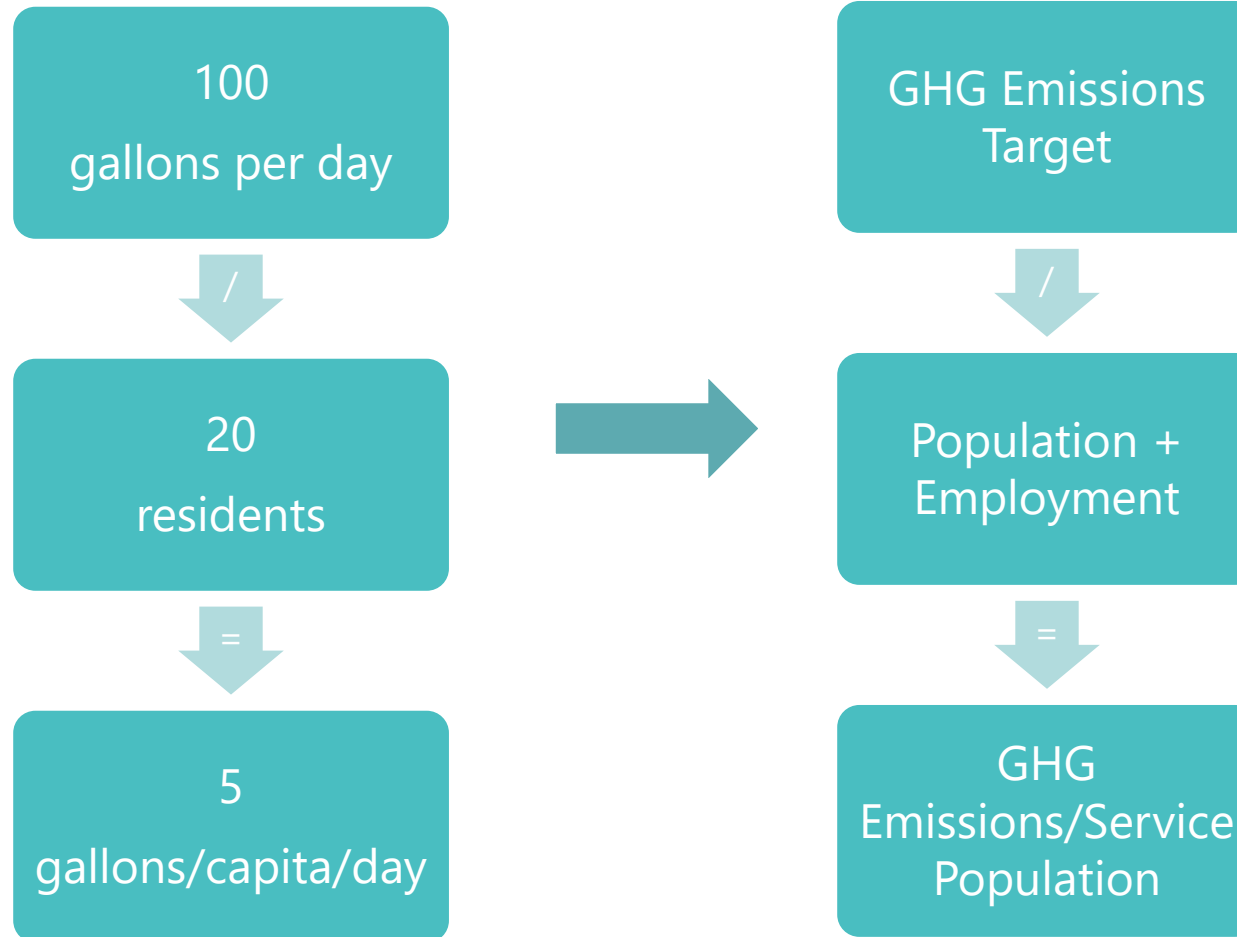 100
gallons per day
/
20
residents
=
5
gallons/capita/day
GHG Emissions
Target
/
Population +
Employment
=
GHG
Emissions/Service
Population